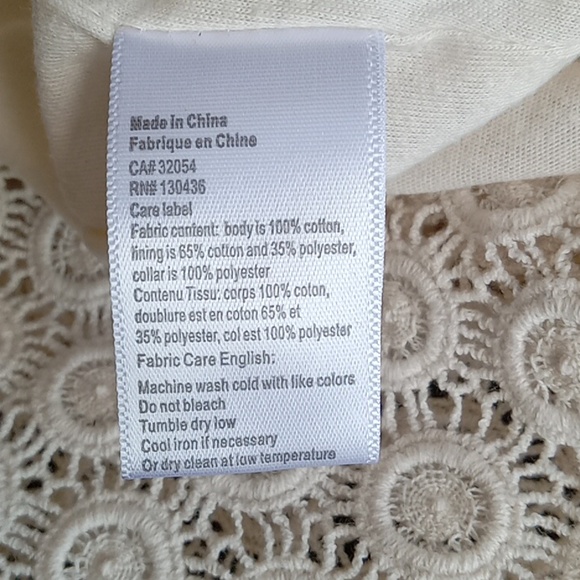 Made in China
Fabrique en Chine
CA# 32054
RN# 130436
Care label
Fabric content: body is 100% cotton,
lining is 65% cotton and 35% polyester,
collar is 100% polyester
Contenu Tissu: corps 100% coton,
doublure est en coton 65% et
35% polyester, col est 100% polyester
Fabric Care English:
Machine wash cold with like colors
Do not bleach
Tumble dry low
Cool iron if necessary
Or dry clean at low temperature